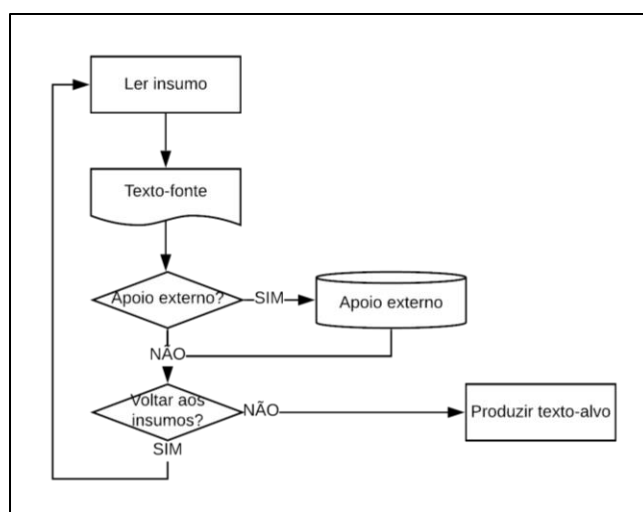 Ler insumo
Texto-fonte
Apoio externo?
SIM
Apoio externo
NÃO
Voltar aos
insumos?
NÃO
Produzir texto-alvo
SIM